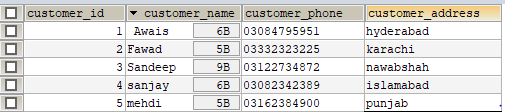 customer_id customer_name customer_phone customer_address
1 Awais 6B 03084795951 hyderabad
2 Fawad 5B 03332323225 karachi
3 Sandeep 9B 03122734872 nawabshah
4 sanjay 6B 03082342389 islamabad
5 mehdi 5B 03162384900 punjab